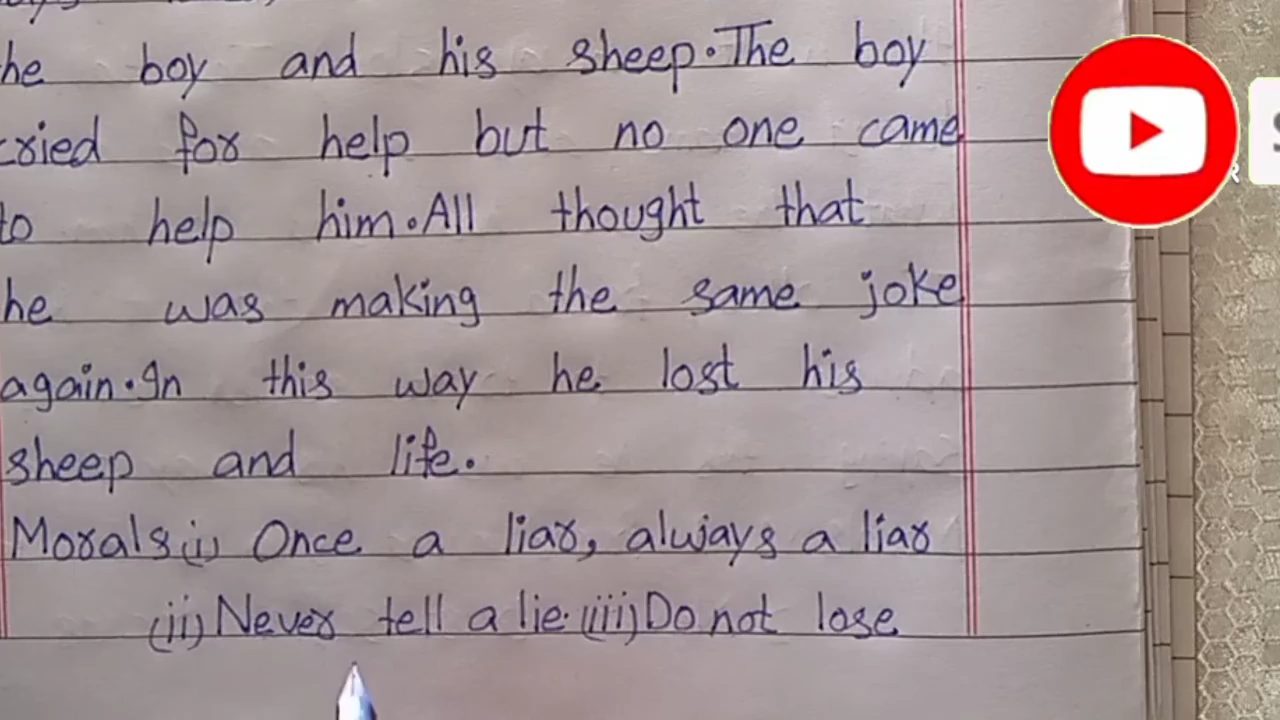 he boy and his sheep.The boy
cried for help but no one came
to help him.All thought that
he was making the same joke
again.In this way he lost his
sheep and life.
Morals(i) Once a liar, always a liar
(ii)Never tell a lie.(iii)Do not lose